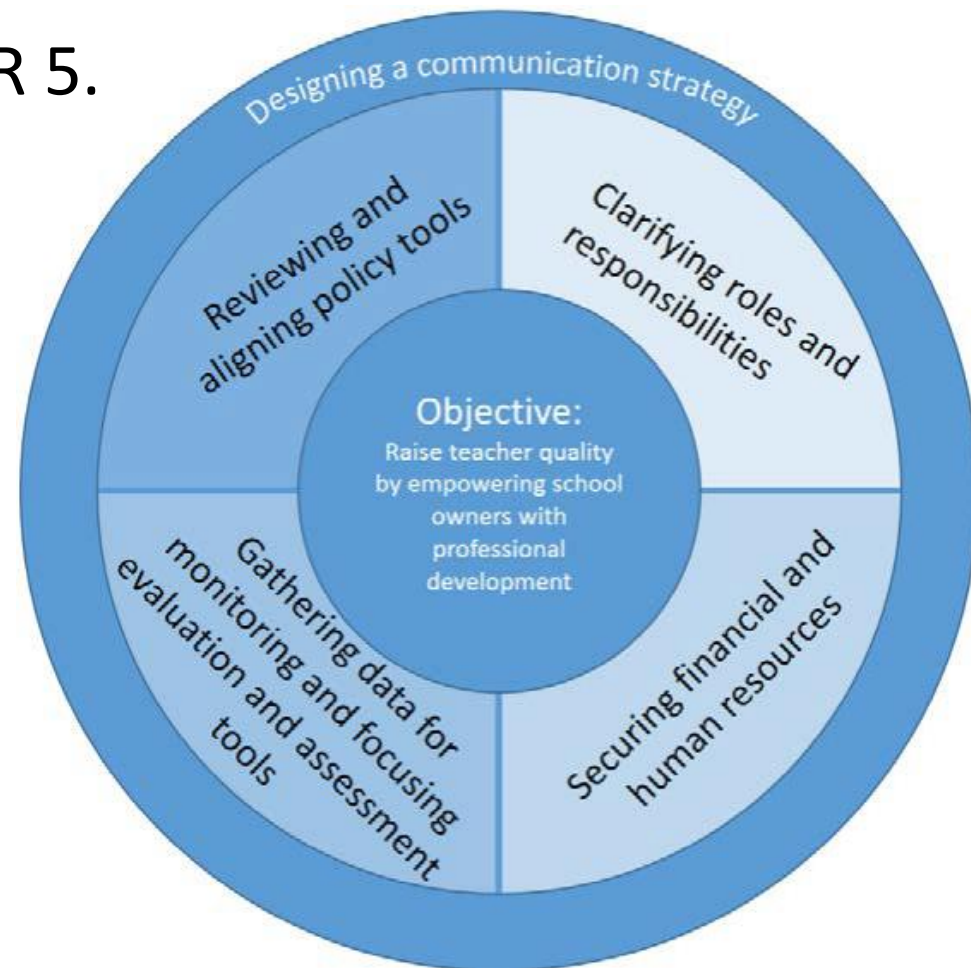 R 5.
Designing a communication strategy
Reviewing and
aligning policy tools
Clarifying roles and
responsibilities
Objective:
Raise teacher quality
by empowering school
owners with
professional
development
Gathering data for
monitoring and focusing
evaluation and assessment
tools
Securing financial and
human resources